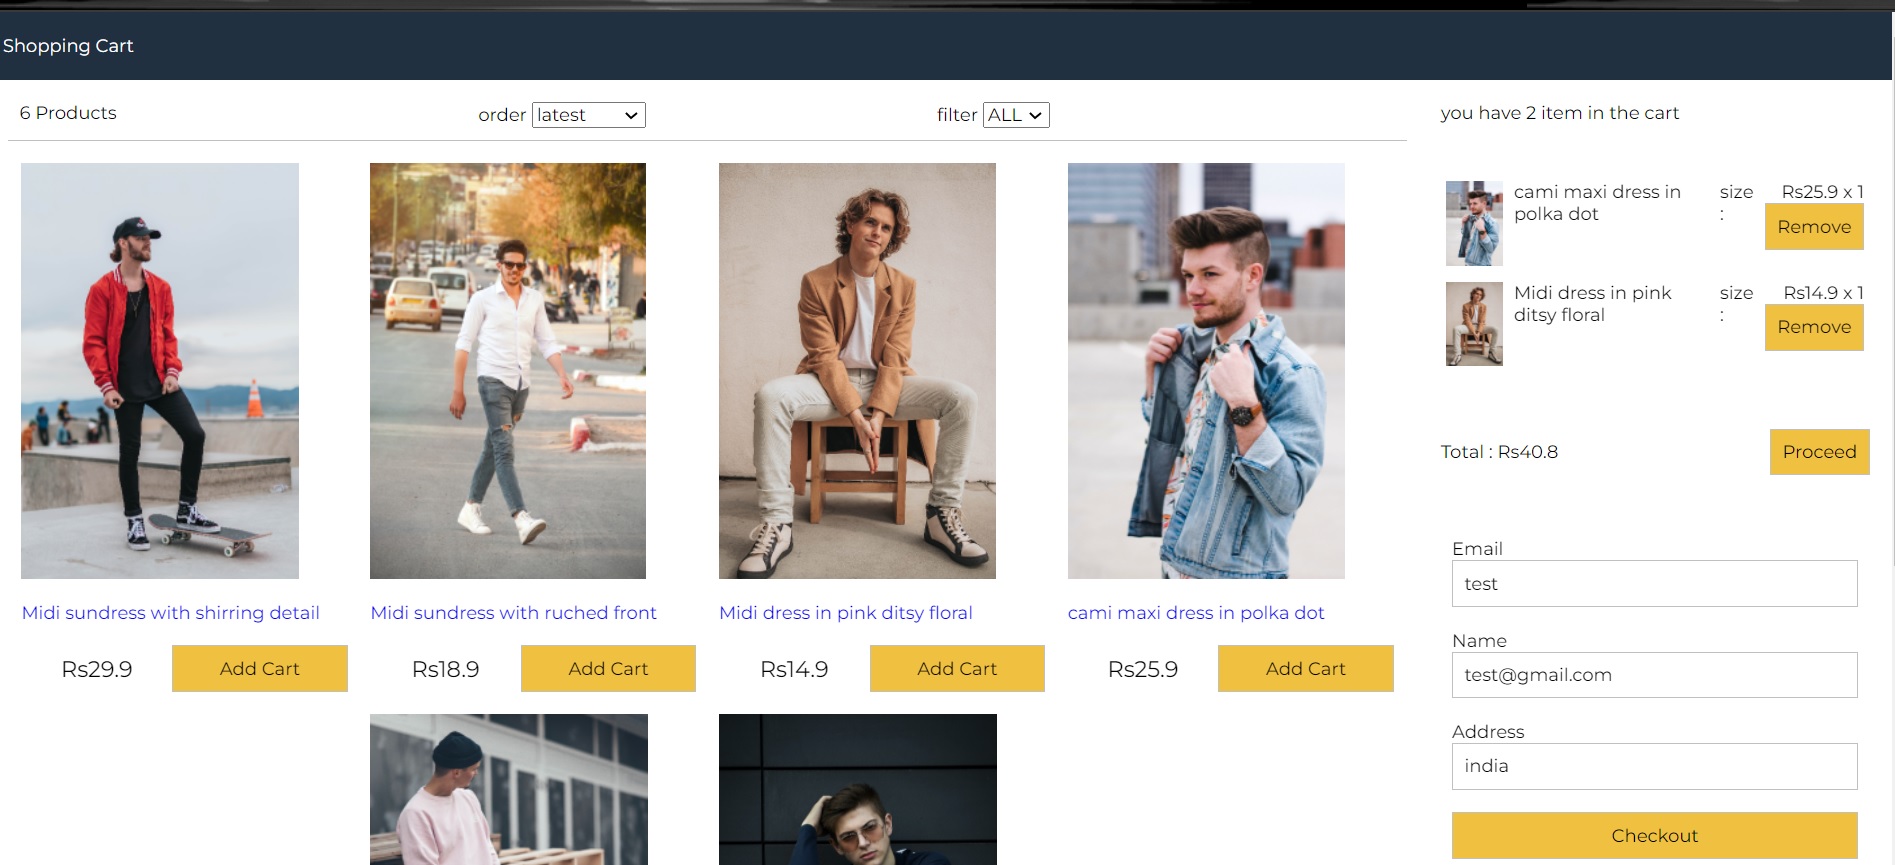 Shopping Cart
6 Products
order latest
filter ALL
you have 2 item in the cart
cami maxi dress in
polka dot
size
:
Rs25.9 x 1
Remove
Midi dress in pink
ditsy floral
size
:
Rs14.9 x 1
Remove
Total : Rs40.8
Proceed
Midi sundress with shirring detail
Rs29.9
Add Cart
Midi sundress with ruched front
Rs18.9
Add Cart
Midi dress in pink ditsy floral
Rs14.9
Add Cart
cami maxi dress in polka dot
Rs25.9
Add Cart
Email
test
Name
test@gmail.com
Address
india
Checkout